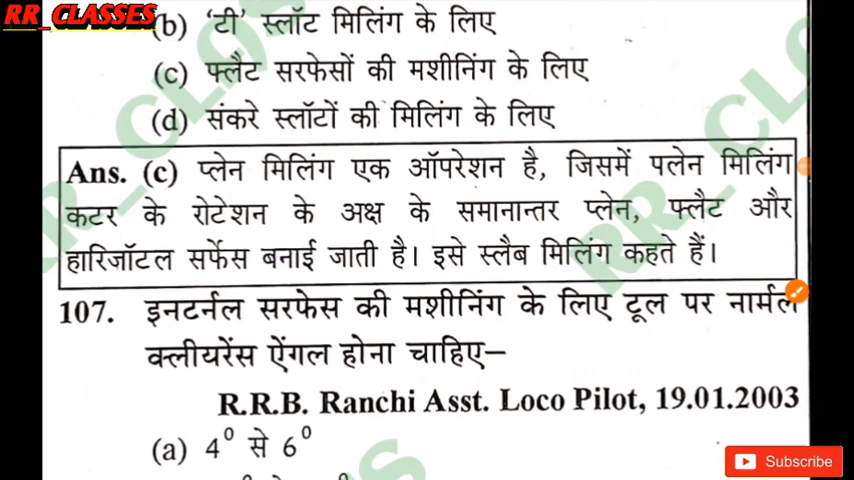 RR_CLASSES
(b) 'टी' स्लॉट मिलिंग के लिए
(c) फ्लैट सरफेसों की मशीनिंग के लिए
(d) संकरे स्लॉटों की मिलिंग के लिए
Ans. (c) प्लेन मिलिंग एक ऑपरेशन है, जिसमें पलेन मिलिंग
कटर के रोटेशन के अक्ष के समानान्तर प्लेन, फ्लैट और
हारिजॉटल सर्फेस बनाई जाती है। इसे स्लैब मिलिंग कहते हैं।
107. इनटर्नल सरफेस की मशीनिंग के लिए टूल पर नार्मल
क्लीयरेंस ऐंगल होना चाहिए–
R.R.B. Ranchi Asst. Loco Pilot, 19.01.2003
(a) 4⁰ से 6⁰
Subscribe